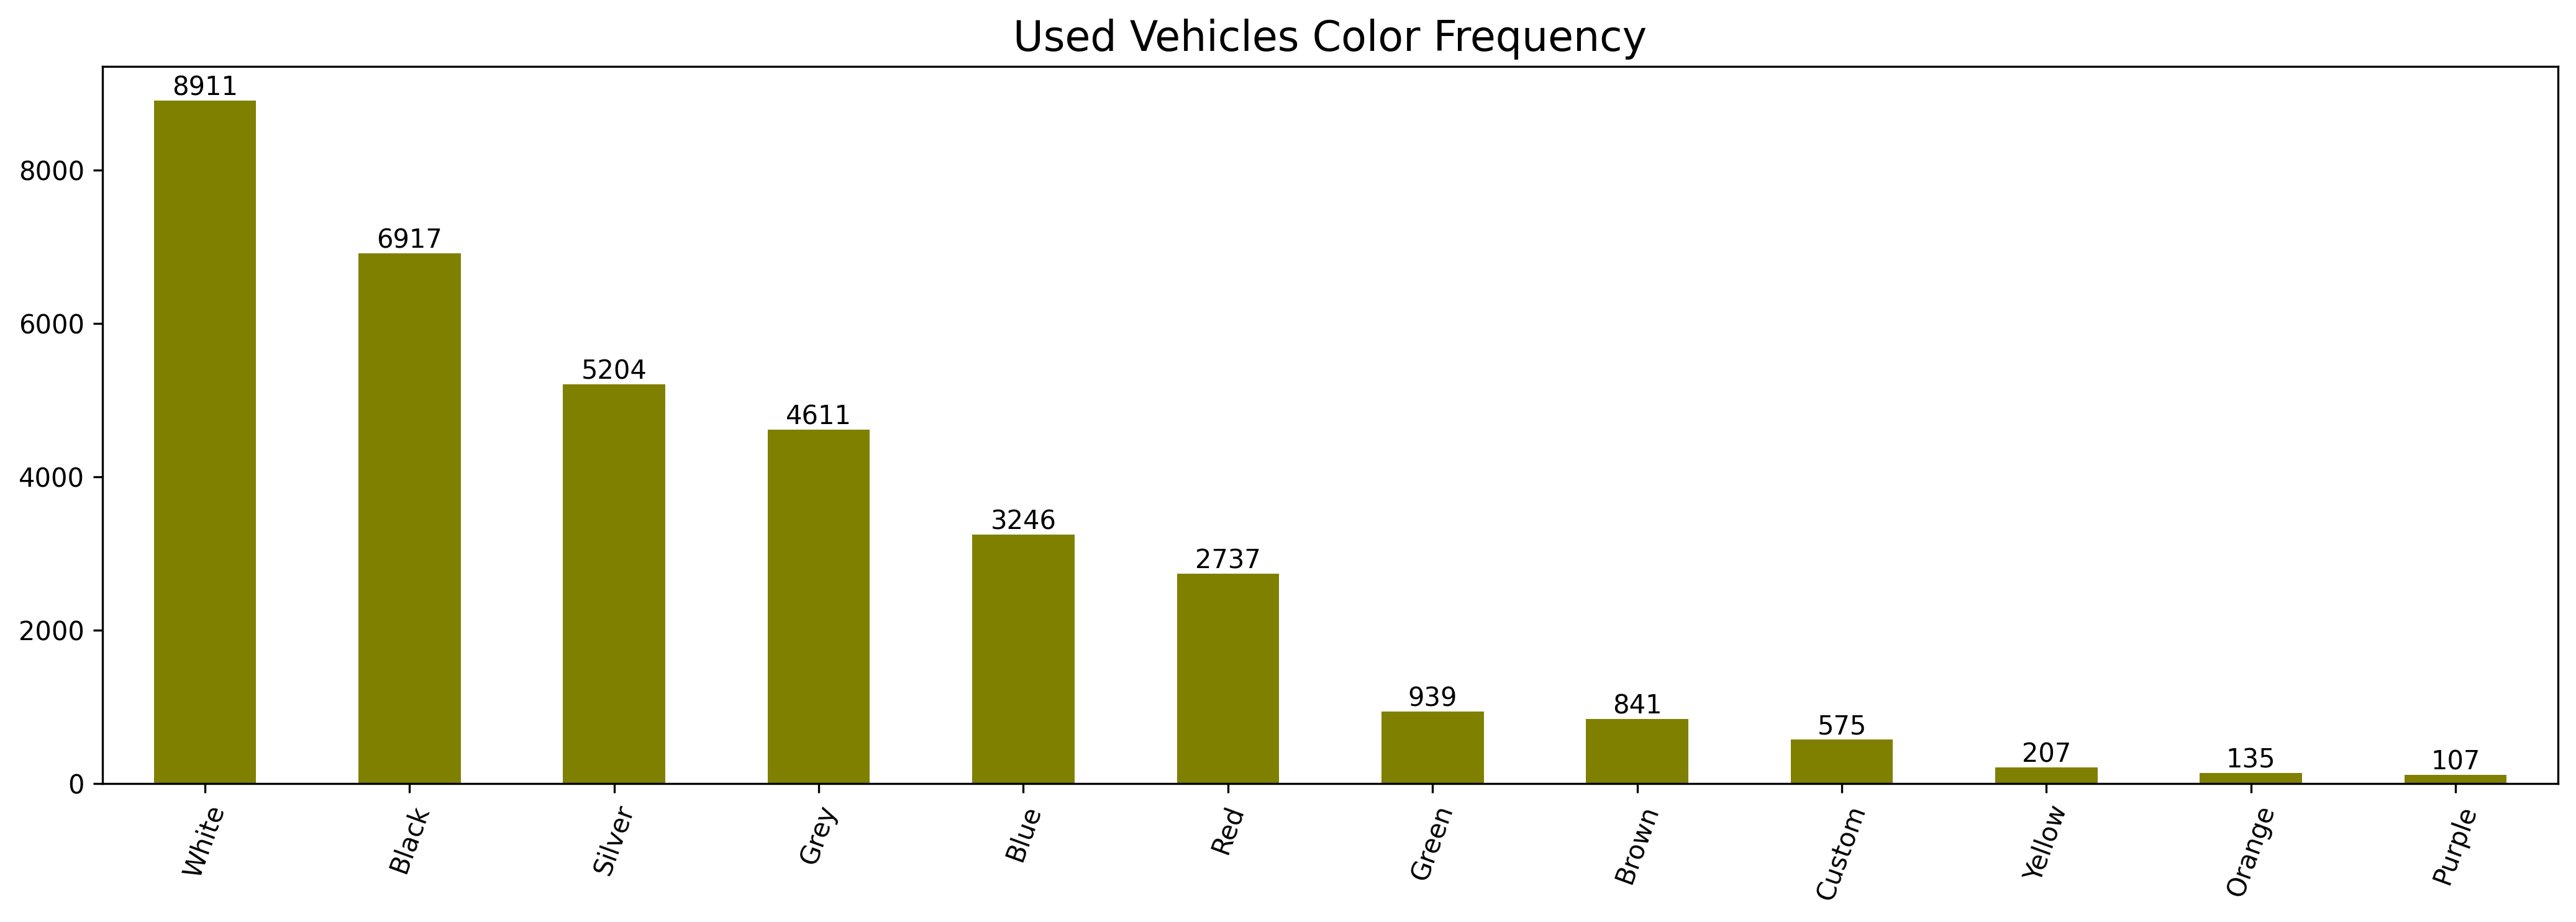 Used Vehicles Color Frequency
8911
6917
5204
4611
3246
2737
939
841
575
207
135
107
8000
6000
4000
2000
0
White
Black
Silver
Grey
Blue
Red
Green
Brown
Custom
Yellow
Orange
Purple